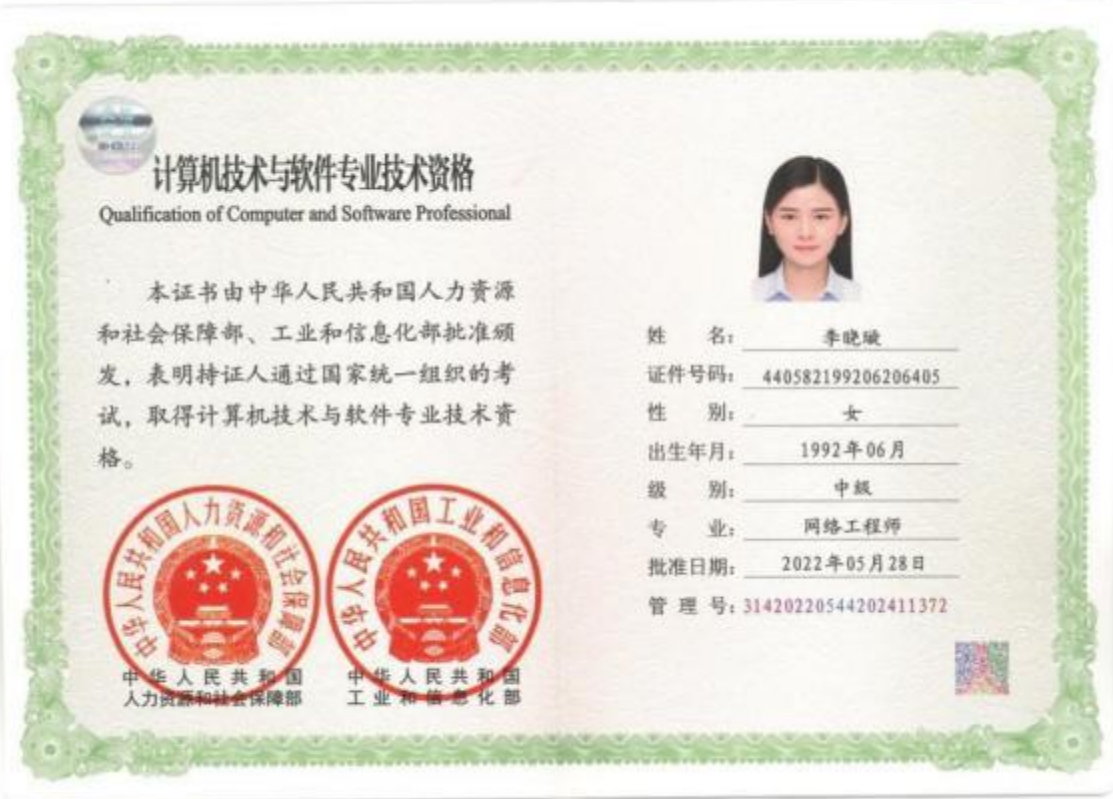 计算机技术与软件专业技术资格
Qualification of Computer and Software Professional
本证书由中华人民共和国人力资源
和社会保障部、工业和信息化部批准颁
发，表明持证人通过国家统一组织的考
试，取得计算机技术与软件专业技术资
格。
中华人民共和国人力资源和社会保障部
中华人民共和国工业和信息化部
中华人民共和国
人力资源和社会保障部
中华人民共和国
工业和信息化部
姓 名：李晓璇
证件号码：440582199206206405
性 别：女
出生年月：1992年06月
级 别：中级
专 业：网络工程师
批准日期：2022年05月28日
管 理 号：31420220544202411372